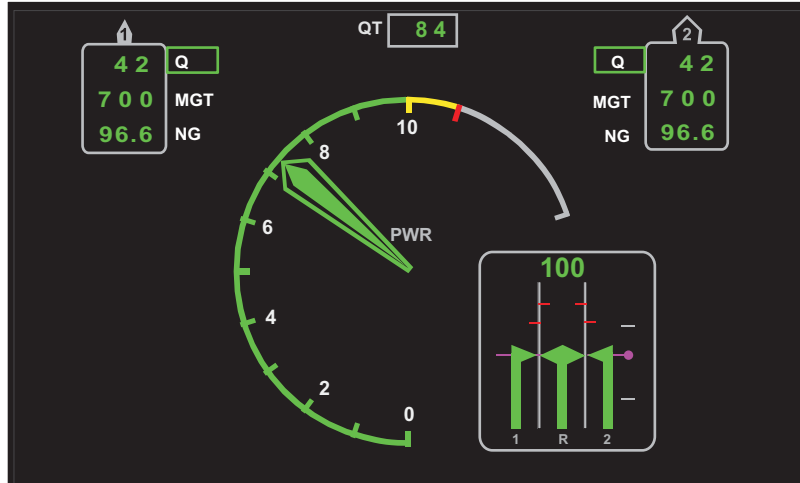 1
QT 84
2
42 Q
Q 42
700 MGT
MGT 700
96.6 NG
NG 96.6
10
8
PWR
6
100
4
2
0
1 R 2